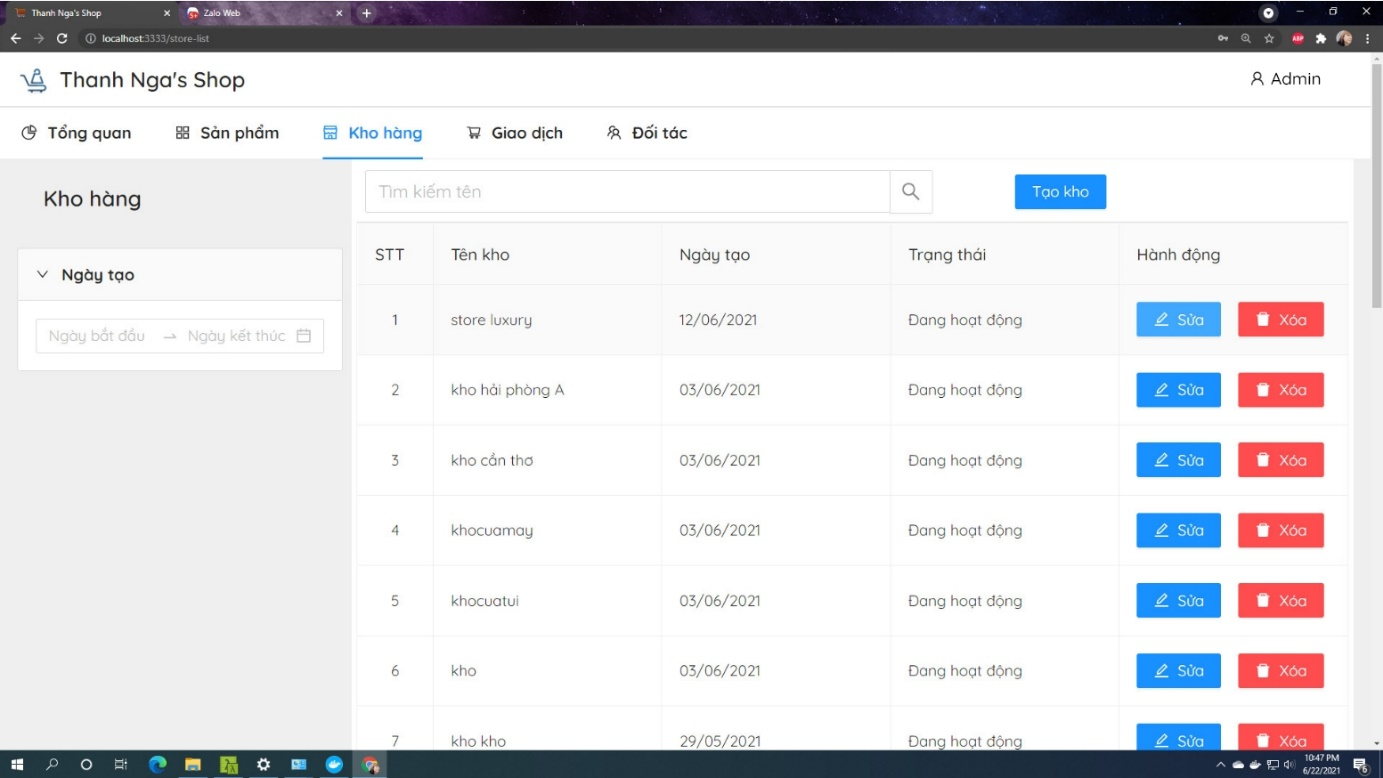 Thanh Nga's Shop
Zalo Web
localhost:3333/store-list
ABP
Thanh Nga's Shop
Admin
Tổng quan
Sản phẩm
Kho hàng
Giao dịch
Đối tác
Kho hàng
Tìm kiếm tên
Tạo kho
Ngày tạo
Ngày bắt đầu
Ngày kết thúc
STT Tên kho Ngày tạo Trạng thái Hành động
1 store luxury 12/06/2021 Đang hoạt động Sửa Xóa
2 kho hải phòng A 03/06/2021 Đang hoạt động Sửa Xóa
3 kho cần thơ 03/06/2021 Đang hoạt động Sửa Xóa
4 khocuamay 03/06/2021 Đang hoạt động Sửa Xóa
5 khocuatui 03/06/2021 Đang hoạt động Sửa Xóa
6 kho 03/06/2021 Đang hoạt động Sửa Xóa
7 kho kho 29/05/2021 Đang hoạt động Sửa Xóa
10:47 PM
6/22/2021